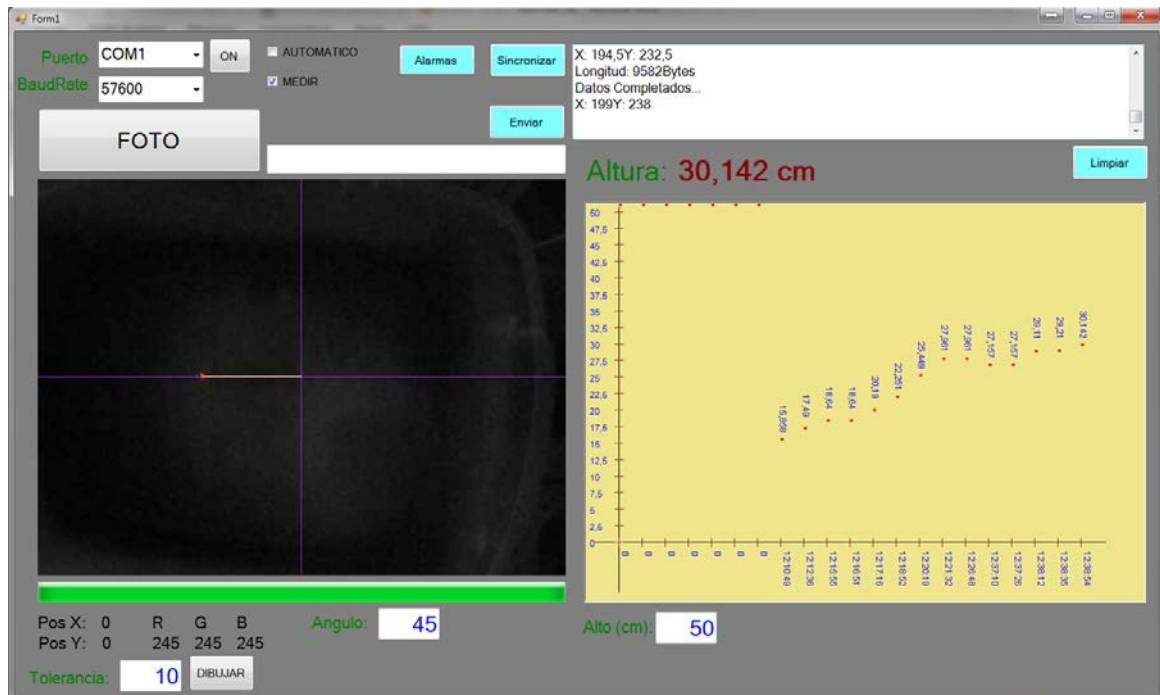 Form1
Puerto COM1 ON AUTOMATICO Alarmas Sincronizar
BaudRate 57600 MEDIR
FOTO Enviar
X: 194,5Y: 232,5
Longitud: 9582Bytes
Datos Completados...
X: 199Y: 238
Altura: 30,142 cm
Limpiar
50
47,5
45
42,5
40
37,5
35
32,5
30
27,5
25
22,5
20
17,5
15
12,5
10
7,5
5
2,5
0
15,858 17,49 18,64 18,64 20,19 22,251 25,449 27,961 27,961 27,157 27,157 29,11 29,21 30,142
0 0 0 0 0 0 0 12:10:49 12:12:36 12:15:55 12:16:51 12:17:16 12:18:52 12:20:19 12:21:32 12:26:48 12:37:10 12:37:26 12:38:12 12:38:35 12:38:54
Pos X: 0 R G B Angulo: 45
Pos Y: 0 245 245 245
Alto (cm): 50
Tolerancia: 10 DIBUJAR